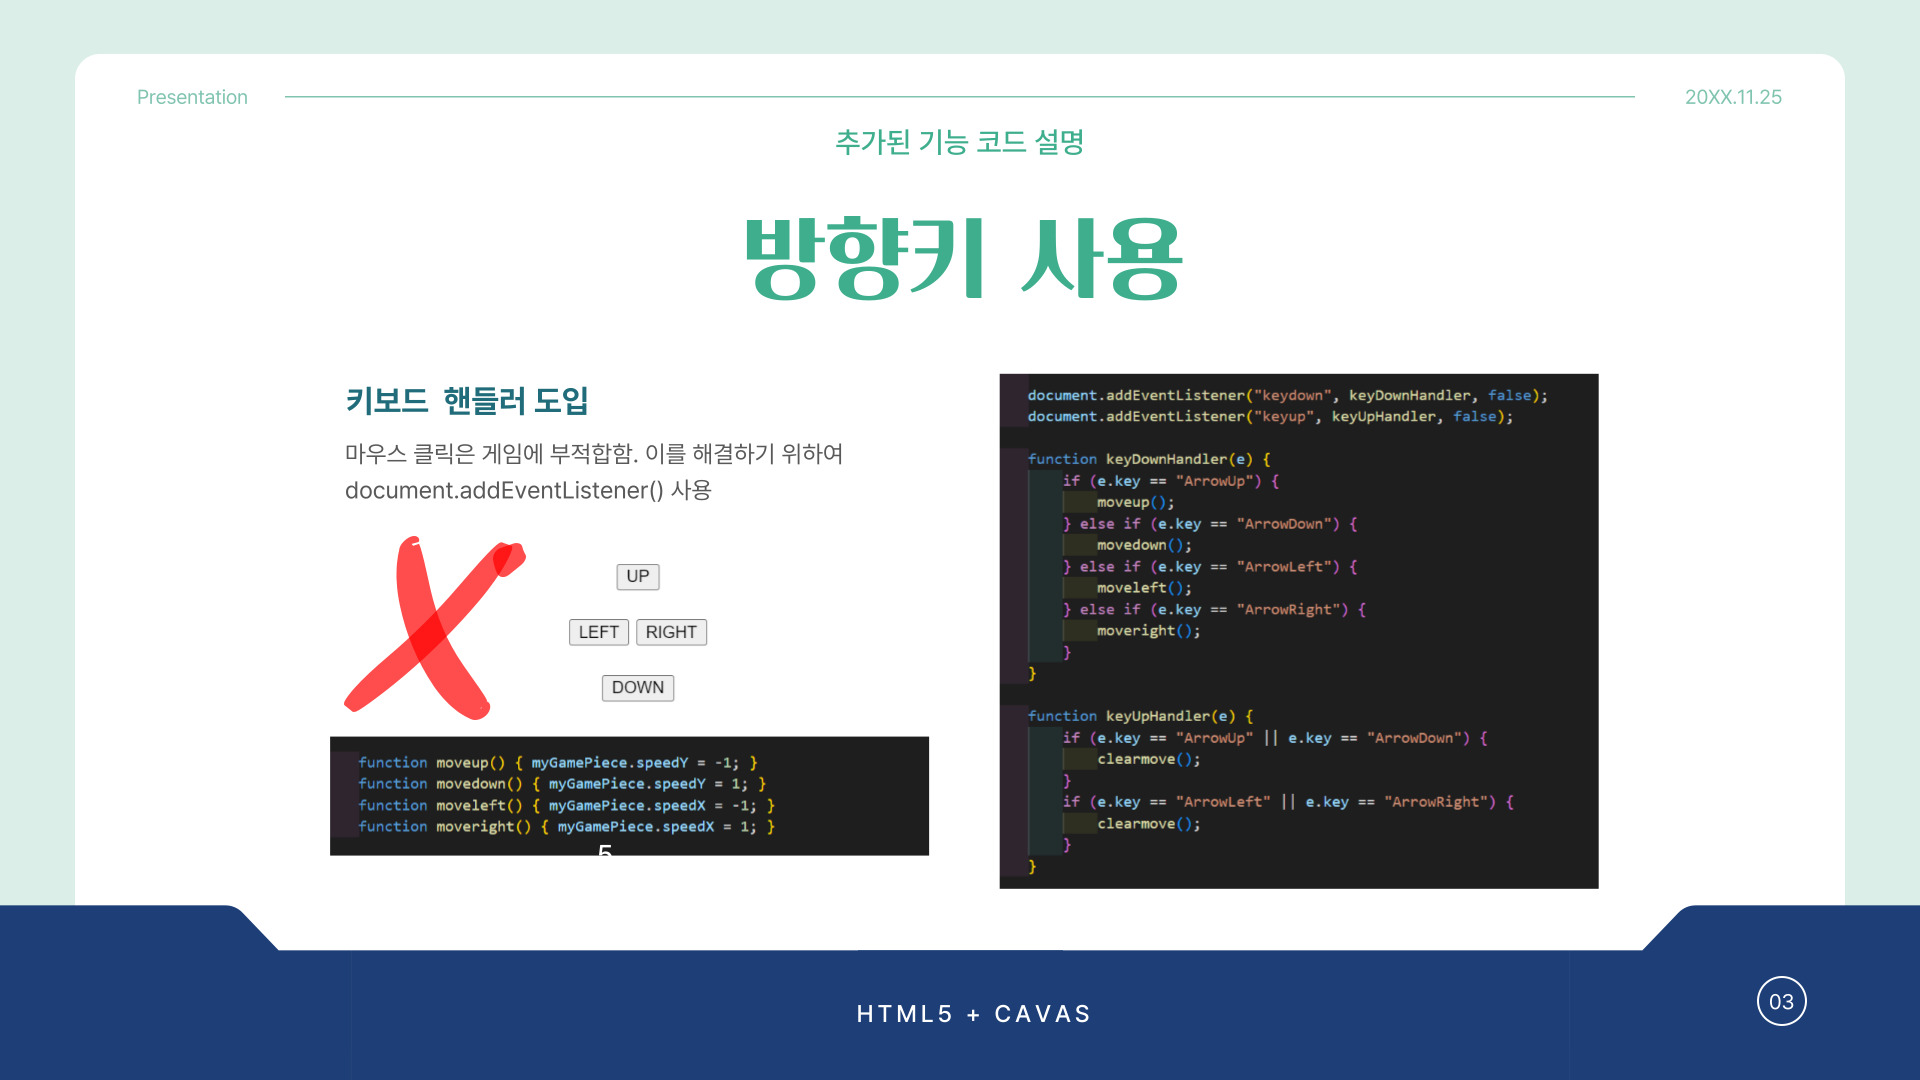 Presentation
20XX.11.25
추가된 기능 코드 설명
방향키 사용
키보드 핸들러 도입
마우스 클릭은 게임에 부적합함. 이를 해결하기 위하여
document.addEventListener() 사용
UP
LEFT RIGHT
DOWN
function moveup() { myGamePiece.speedY = -1; }
function movedown() { myGamePiece.speedY = 1; }
function moveleft() { myGamePiece.speedX = -1; }
function moveright() { myGamePiece.speedX = 1; }
5
document.addEventListener("keydown", keyDownHandler, false);
document.addEventListener("keyup", keyUpHandler, false);
function keyDownHandler(e) {
if (e.key == "ArrowUp") {
moveup();
} else if (e.key == "ArrowDown") {
movedown();
} else if (e.key == "ArrowLeft") {
moveleft();
} else if (e.key == "ArrowRight") {
moveright();
}
}
function keyUpHandler(e) {
if (e.key == "ArrowUp" || e.key == "ArrowDown") {
clearmove();
}
if (e.key == "ArrowLeft" || e.key == "ArrowRight") {
clearmove();
}
}
HTML5 + CAVAS
03